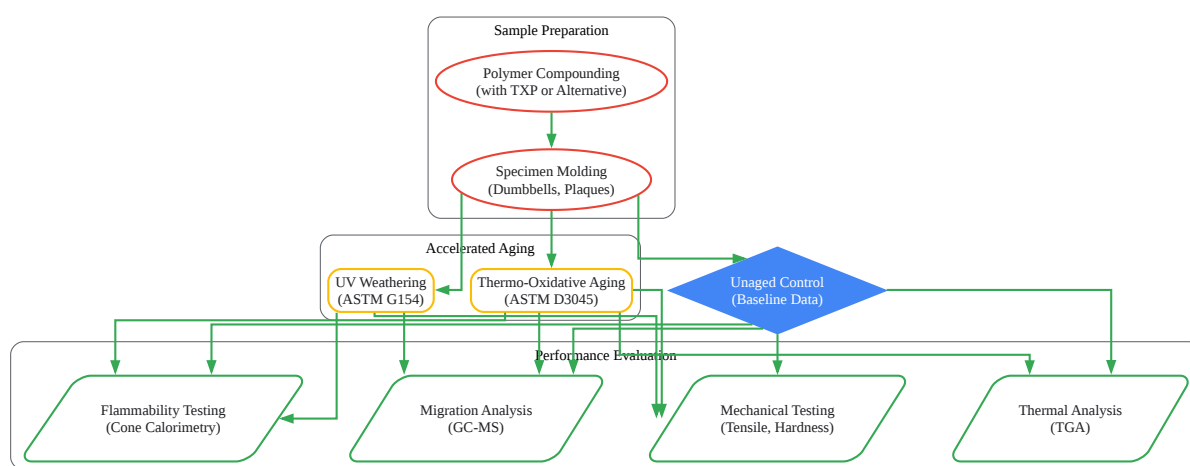 Sample Preparation
Polymer Compounding
(with TXP or Alternative)
Specimen Molding
(Dumbbells, Plaques)
Accelerated Aging
UV Weathering
(ASTM G154)
Thermo-Oxidative Aging
(ASTM D3045)
Unaged Control
(Baseline Data)
Performance Evaluation
Flammability Testing
(Cone Calorimetry)
Migration Analysis
(GC-MS)
Mechanical Testing
(Tensile, Hardness)
Thermal Analysis
(TGA)